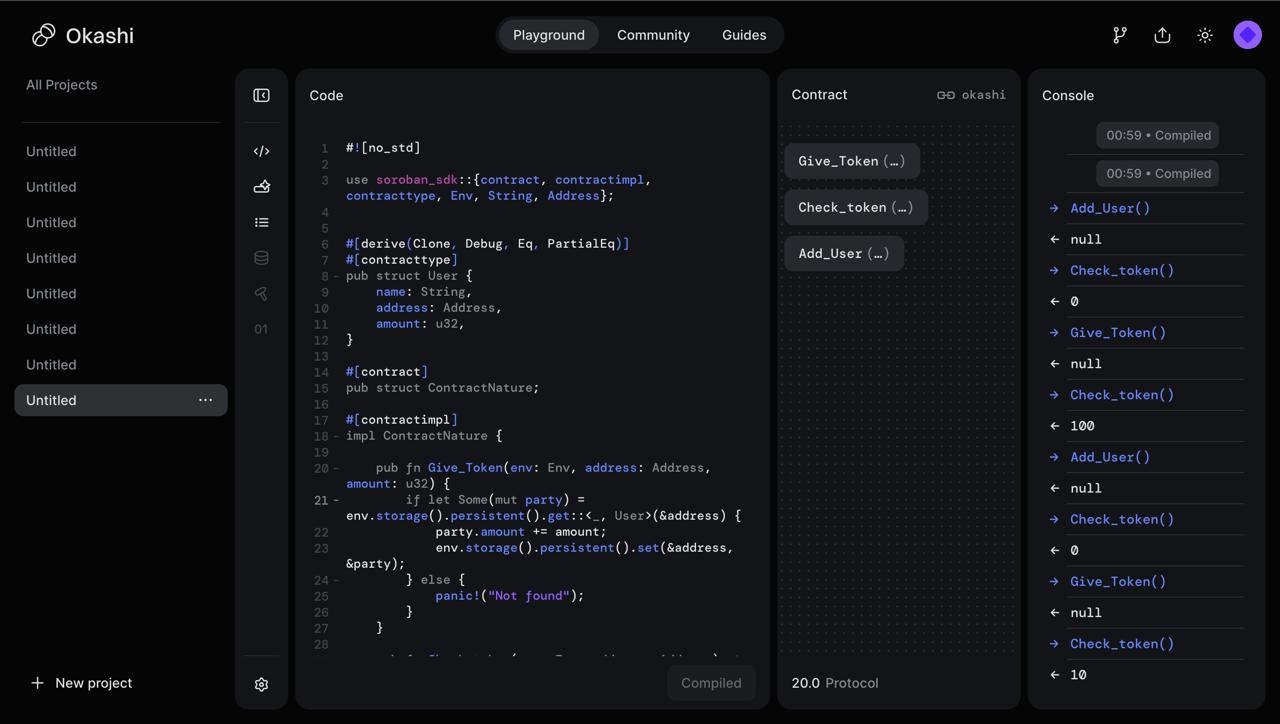 Okashi
Playground
Community
Guides
All Projects
Untitled
Untitled
Untitled
Untitled
Untitled
Untitled
Untitled
Untitled ...
+ New project
01
Code
1 #![no_std]
2
3 use soroban_sdk::{contract, contractimpl,
contracttype, Env, String, Address};
4
5
6 #[derive(Clone, Debug, Eq, PartialEq)]
7 #[contracttype]
8 - pub struct User {
9     name: String,
10     address: Address,
11     amount: u32,
12 }
13
14 #[contract]
15 pub struct ContractNature;
16
17 #[contractimpl]
18 - impl ContractNature {
19
20 -     pub fn Give_Token(env: Env, address: Address,
amount: u32) {
21 -         if let Some(mut party) =
env.storage().persistent().get::<_, User>(&address) {
22             party.amount += amount;
23             env.storage().persistent().set(&address,
&party);
24 -         } else {
25             panic!("Not found");
26         }
27     }
28
Compiled
Contract
okashi
Give_Token (…)
Check_token (…)
Add_User (…)
20.0 Protocol
Console
00:59 • Compiled
00:59 • Compiled
→ Add_User()
← null
→ Check_token()
← 0
→ Give_Token()
← null
→ Check_token()
← 100
→ Add_User()
← null
→ Check_token()
← 0
→ Give_Token()
← null
→ Check_token()
← 10